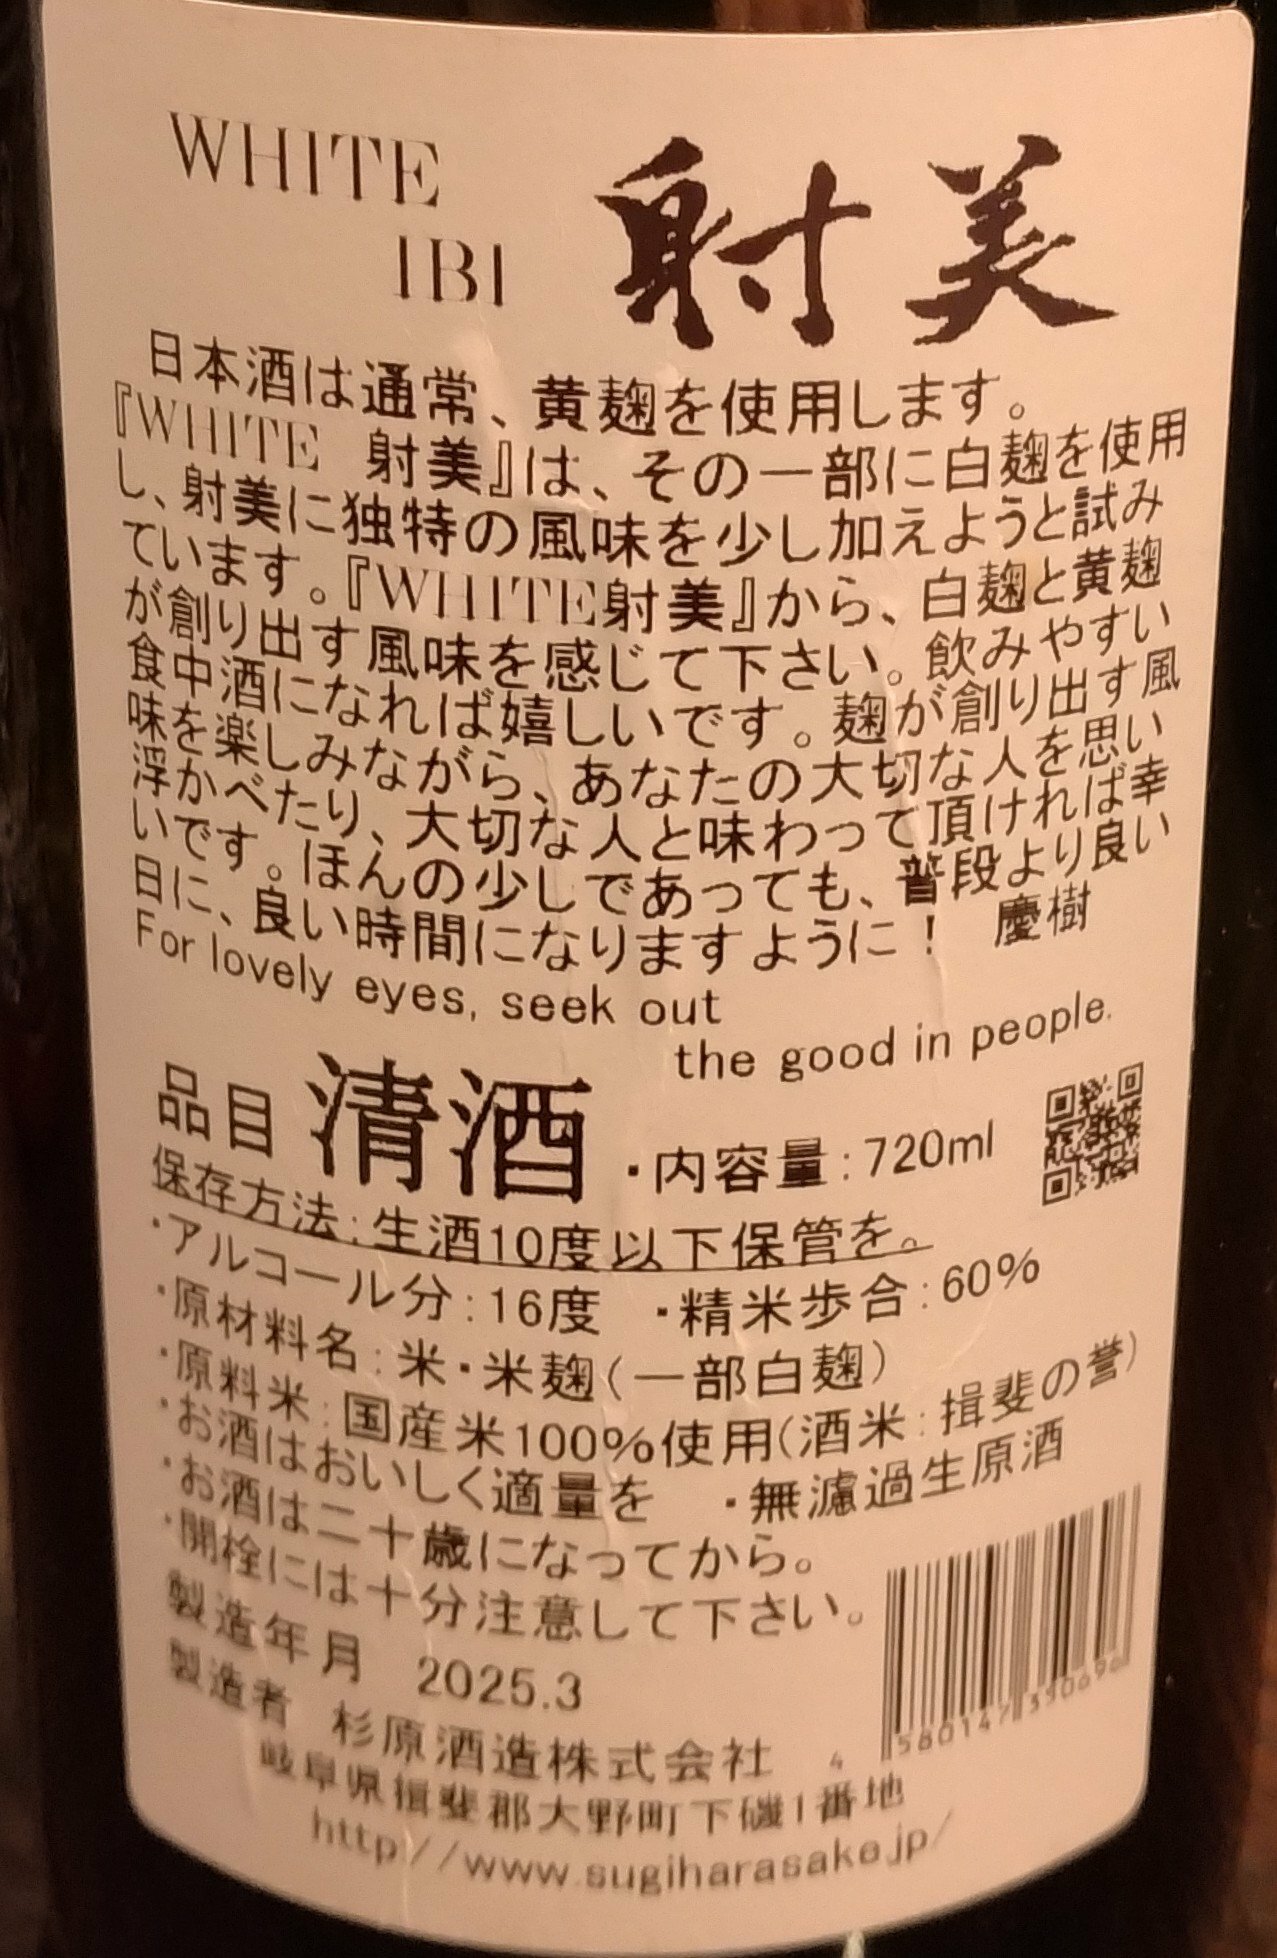 WHITE
IBI
射美
日本酒は通常、黄麹を使用します。
『WHITE 射美』は、その一部に白麹を使用
し、射美に独特の風味を少し加えようと試み
ています。『WHITE射美』から、白麹と黄麹
が創り出す風味を感じて下さい。飲みやすい
食中酒になれば嬉しいです。麹が創り出す風
味を楽しみながら、あなたの大切な人を思い
浮かべたり、大切な人と味わって頂ければ幸
いです。ほんの少しであっても、普段より良い
日に、良い時間になりますように！ 慶樹
For lovely eyes, seek out
the good in people.
品目 清酒 ・内容量:720ml
保存方法:生酒10度以下保管を。
・アルコール分:16度 ・精米歩合:60%
・原材料名:米・米麹(一部白麹)
・原料米:国産米100%使用(酒米:揖斐の誉)
・お酒はおいしく適量を ・無濾過生原酒
・お酒は二十歳になってから。
・開栓には十分注意して下さい。
製造年月 2025.3
製造者 杉原酒造株式会社
岐阜県揖斐郡大野町下磯1番地
http://www.sugiharasake.jp/
4 580147 350696